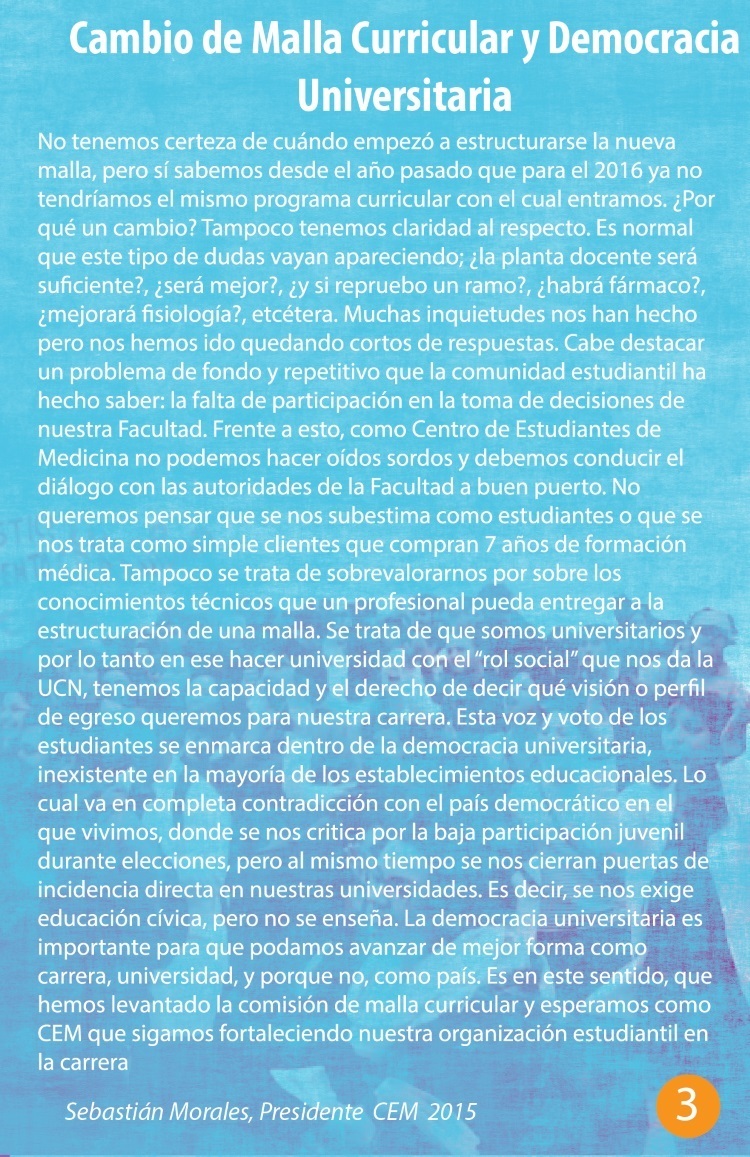 Cambio de Malla Curricular y Democracia
Universitaria
No tenemos certeza de cuándo empezó a estructurarse la nueva
malla, pero sí sabemos desde el año pasado que para el 2016 ya no
tendríamos el mismo programa curricular con el cual entramos. ¿Por
qué un cambio? Tampoco tenemos claridad al respecto. Es normal
que este tipo de dudas vayan apareciendo; ¿la planta docente será
suficiente?, ¿será mejor?, ¿y si repruebo un ramo?, ¿habrá fármaco?,
¿mejorará fisiología?, etcétera. Muchas inquietudes nos han hecho
pero nos hemos ido quedando cortos de respuestas. Cabe destacar
un problema de fondo y repetitivo que la comunidad estudiantil ha
hecho saber: la falta de participación en la toma de decisiones de
nuestra Facultad. Frente a esto, como Centro de Estudiantes de
Medicina no podemos hacer oídos sordos y debemos conducir el
diálogo con las autoridades de la Facultad a buen puerto. No
queremos pensar que se nos subestima como estudiantes o que se
nos trata como simple clientes que compran 7 años de formación
médica. Tampoco se trata de sobrevalorarnos por sobre los
conocimientos técnicos que un profesional pueda entregar a la
estructuración de una malla. Se trata de que somos universitarios y
por lo tanto en ese hacer universidad con el “rol social” que nos da la
UCN, tenemos la capacidad y el derecho de decir qué visión o perfil
de egreso queremos para nuestra carrera. Esta voz y voto de los
estudiantes se enmarca dentro de la democracia universitaria,
inexistente en la mayoría de los establecimientos educacionales. Lo
cual va en completa contradicción con el país democrático en el
que vivimos, donde se nos critica por la baja participación juvenil
durante elecciones, pero al mismo tiempo se nos cierran puertas de
incidencia directa en nuestras universidades. Es decir, se nos exige
educación cívica, pero no se enseña. La democracia universitaria es
importante para que podamos avanzar de mejor forma como
carrera, universidad, y porque no, como país. Es en este sentido, que
hemos levantado la comisión de malla curricular y esperamos como
CEM que sigamos fortaleciendo nuestra organización estudiantil en
la carrera
Sebastián Morales, Presidente CEM 2015
3